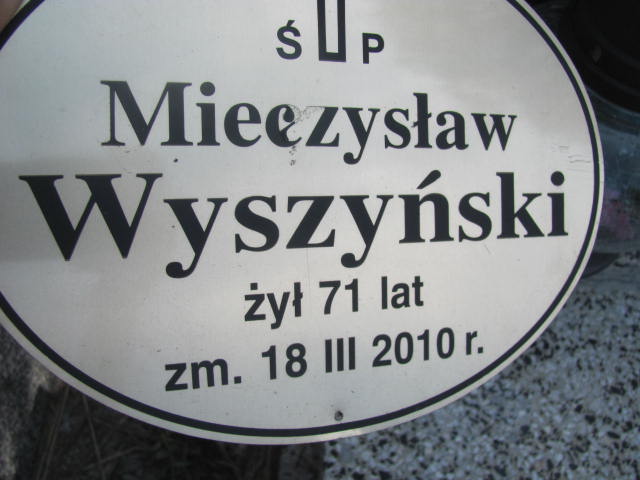 Ś P
Mieczysław
Wyszyński
żył 71 lat
zm. 18 III 2010 r.